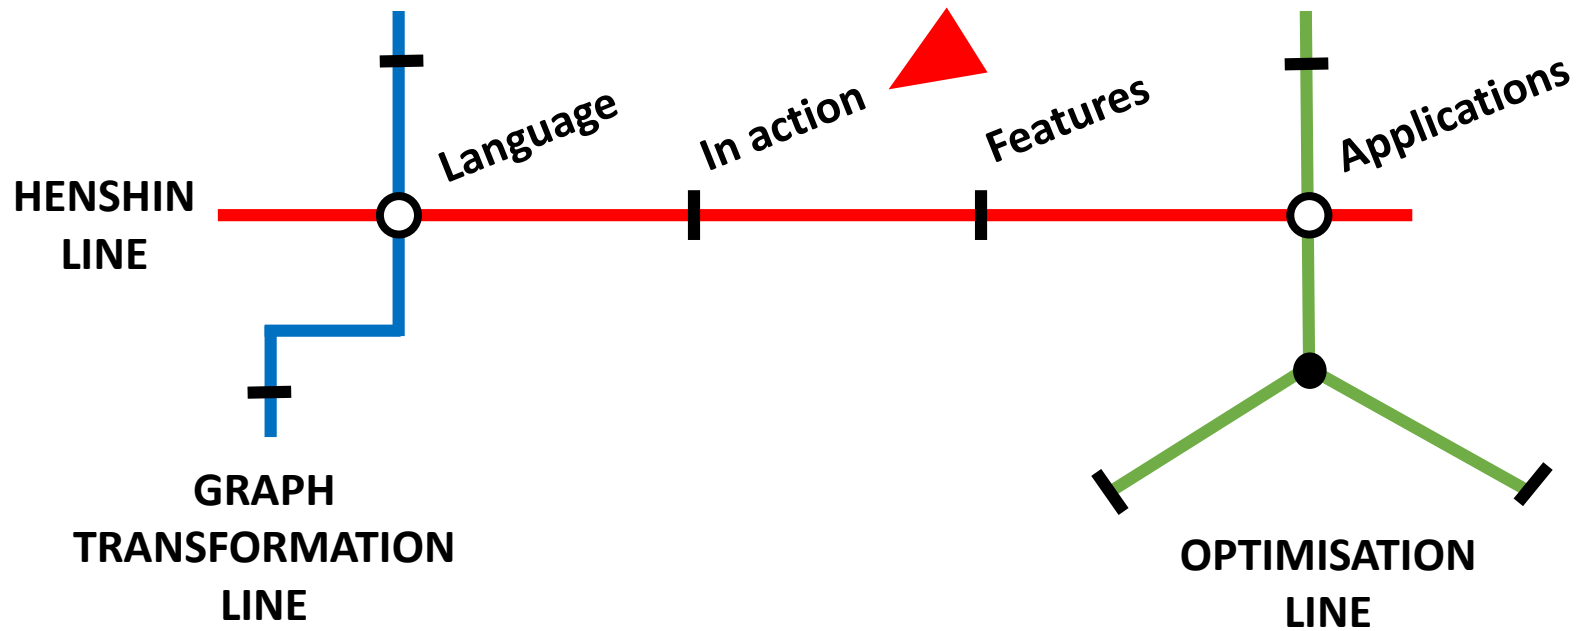 Language
In action
Features
Applications
HENSHIN
LINE
GRAPH
TRANSFORMATION
LINE
OPTIMISATION
LINE